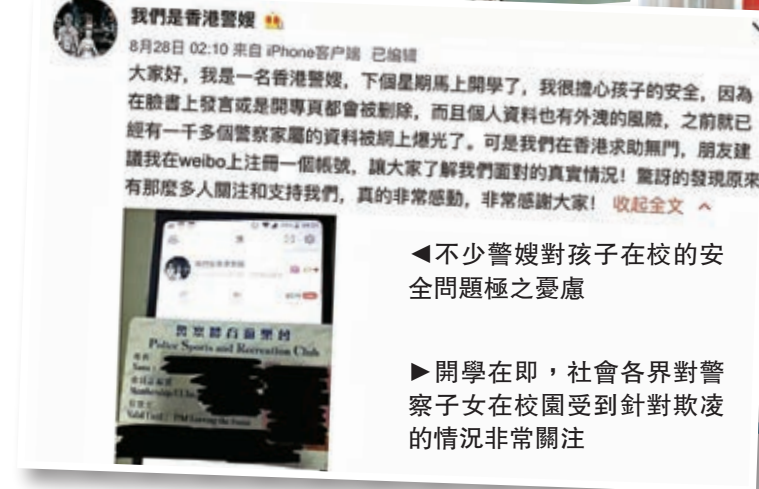 我們是香港警嫂
8月28日 02:10 來自 iPhone客户端 已编辑
大家好，我是一名香港警嫂，下個星期馬上開學了，我很擔心孩子的安全，因為
在臉書上發言或是開專頁都會被刪除，而且個人資料也有外洩的風險，之前就已
經有一千多個警察家屬的資料被網上爆光了。可是我們在香港求助無門，朋友建
議我在weibo上注冊一個帳號，讓大家了解我們面對的真實情況！驚訝的發現原來
有那麼多人關注和支持我們，真的非常感動，非常感謝大家！ 收起全文
警察體育遊樂會
Police Sports and Recreation Club
Name :
◀不少警嫂對孩子在校的安
全問題極之憂慮
▶開學在即，社會各界對警
察子女在校園受到針對欺凌
的情況非常關注